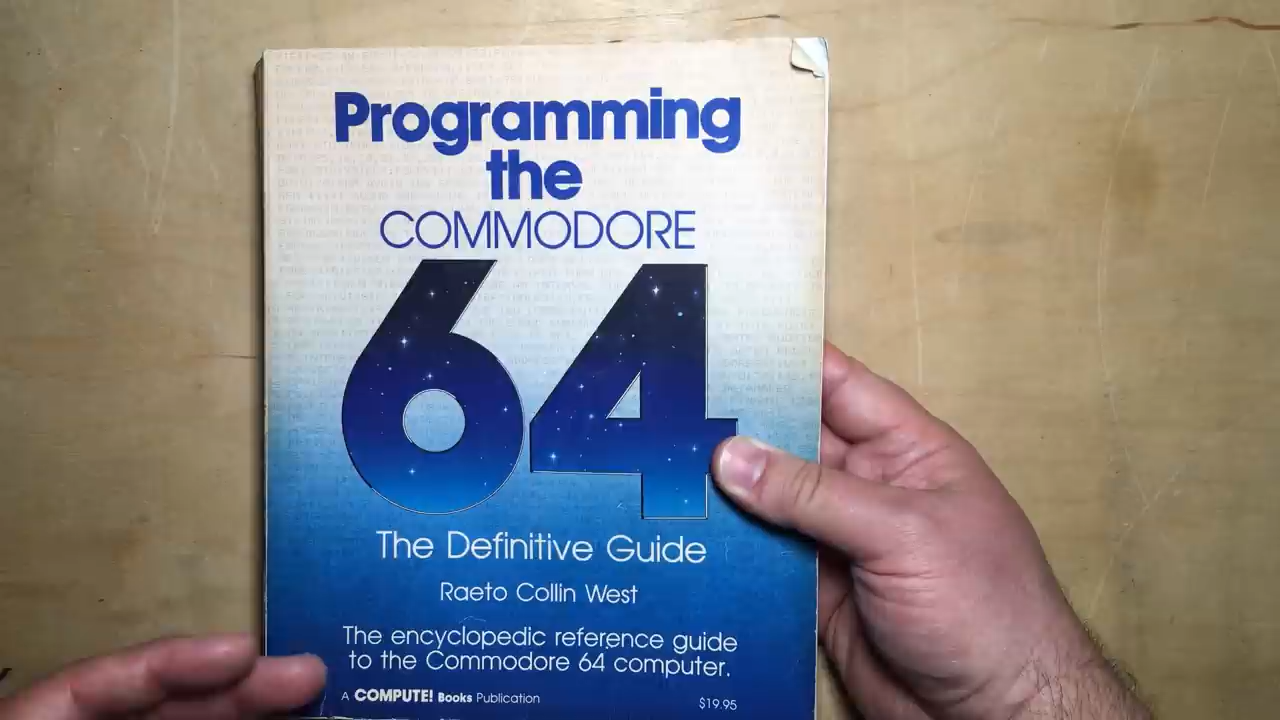 Programming
the
COMMODORE
64
The Definitive Guide
Raeto Collin West
The encyclopedic reference guide
to the Commodore 64 computer.
A COMPUTE! Books Publication
$19.95